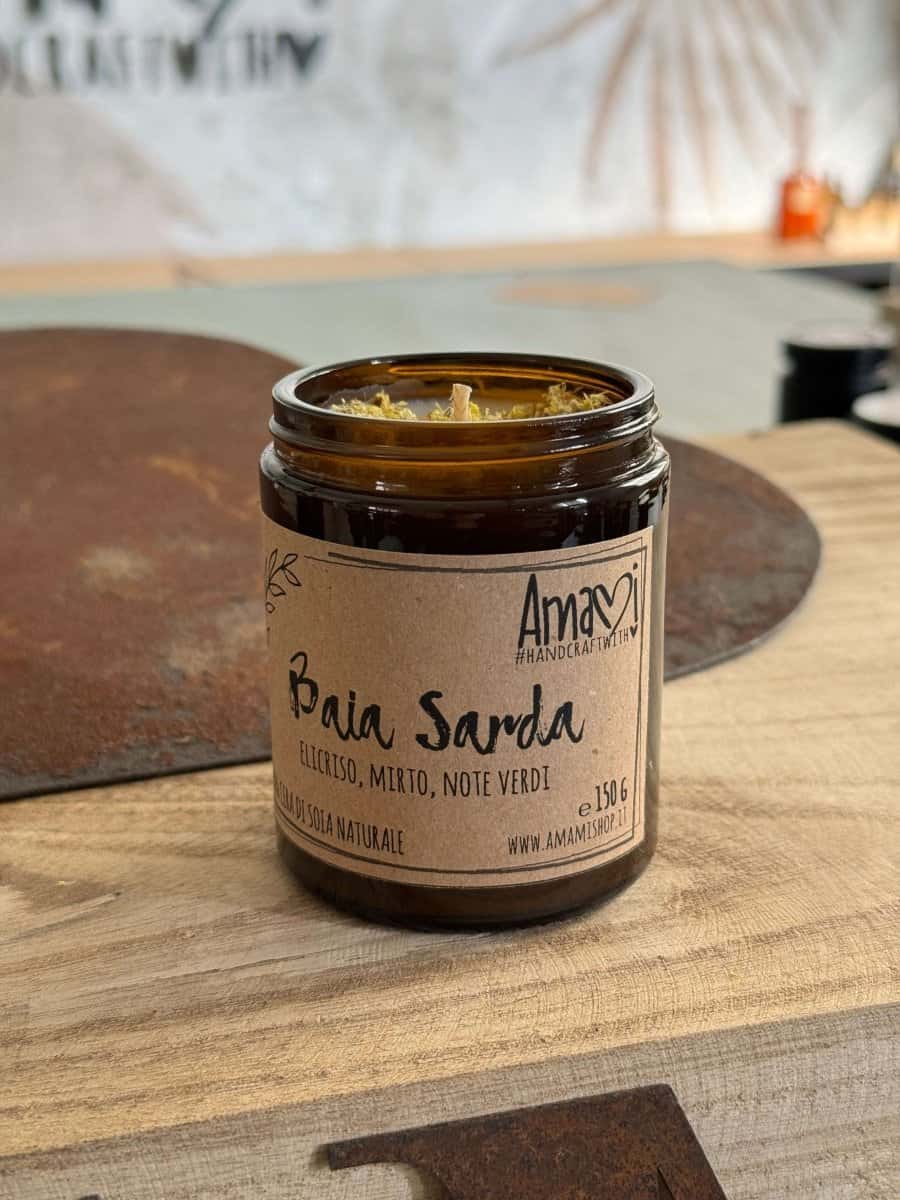 Amami
#HANDCRAFTWITH
Baia Sarda
ELICRISO, MIRTO, NOTE VERDI
CERA DI SOIA NATURALE
℮ 150 G
WWW.AMAMISHOP.IT